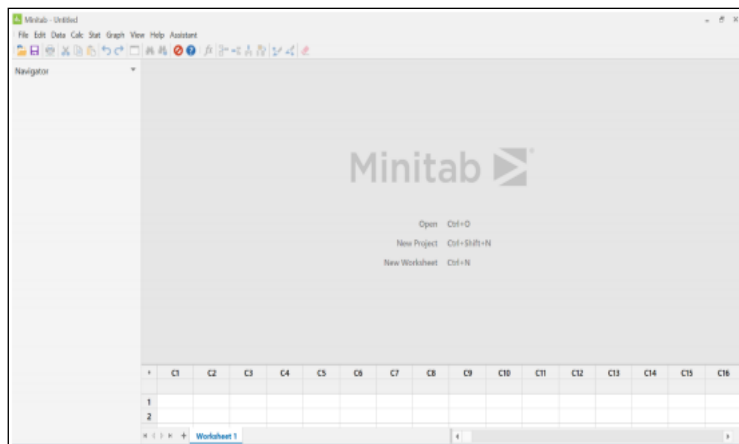 Minitab - Untitled
File Edit Data Calc Stat Graph View Help Assistant
Navigator
Minitab
Open Ctrl+O
New Project Ctrl+Shift+N
New Worksheet Ctrl+N
C1 C2 C3 C4 C5 C6 C7 C8 C9 C10 C11 C12 C13 C14 C15 C16
1
2
Worksheet 1